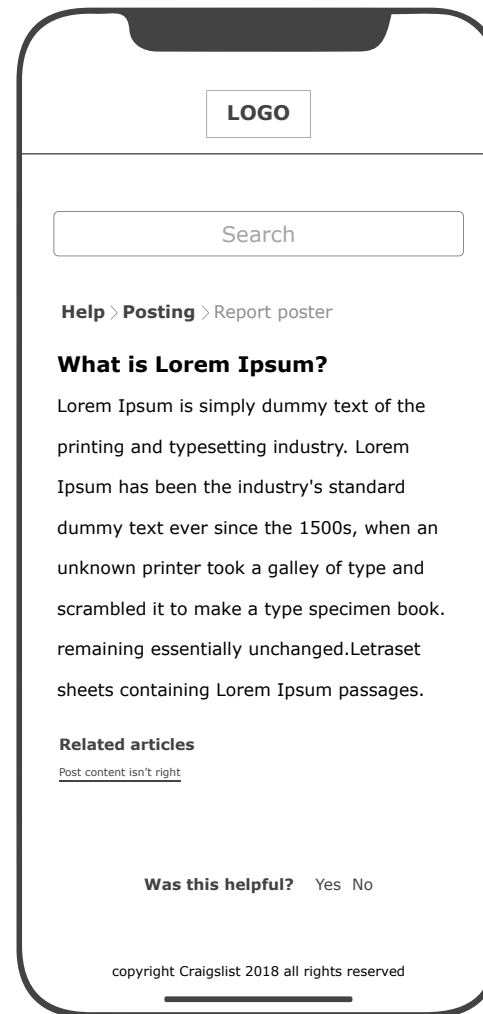 LOGO
Search
Help > Posting > Report poster
What is Lorem Ipsum?
Lorem Ipsum is simply dummy text of the
printing and typesetting industry. Lorem
Ipsum has been the industry's standard
dummy text ever since the 1500s, when an
unknown printer took a galley of type and
scrambled it to make a type specimen book.
remaining essentially unchanged.Letraset
sheets containing Lorem Ipsum passages.
Related articles
Post content isn’t right
Was this helpful? Yes No
copyright Craigslist 2018 all rights reserved